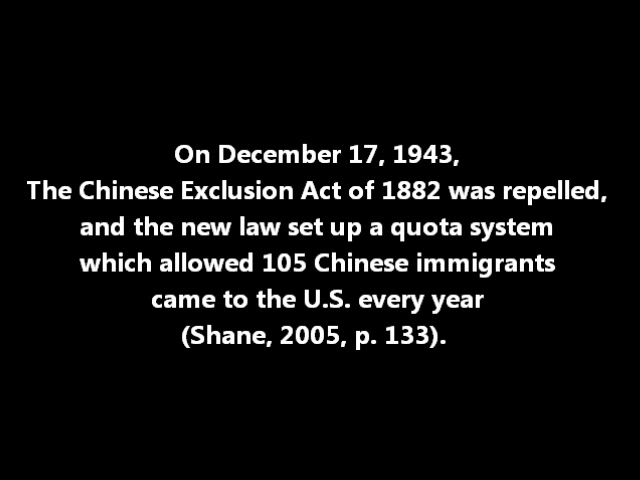 On December 17, 1943,
The Chinese Exclusion Act of 1882 was repelled,
and the new law set up a quota system
which allowed 105 Chinese immigrants
came to the U.S. every year
(Shane, 2005, p. 133).